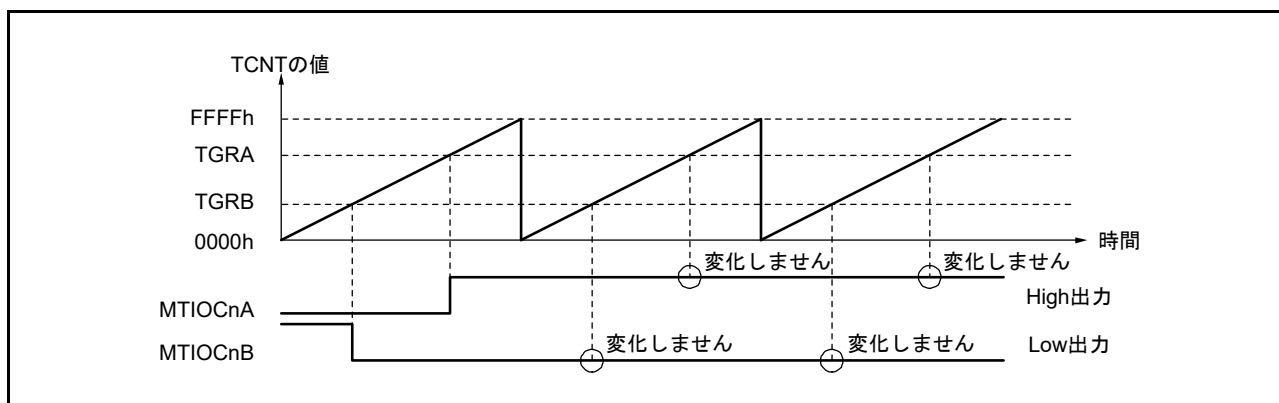 TCNTの値
FFFFh
TGRA
TGRB
0000h
時間
変化しません 変化しません
MTIOCnA
High出力
変化しません 変化しません
MTIOCnB
Low出力